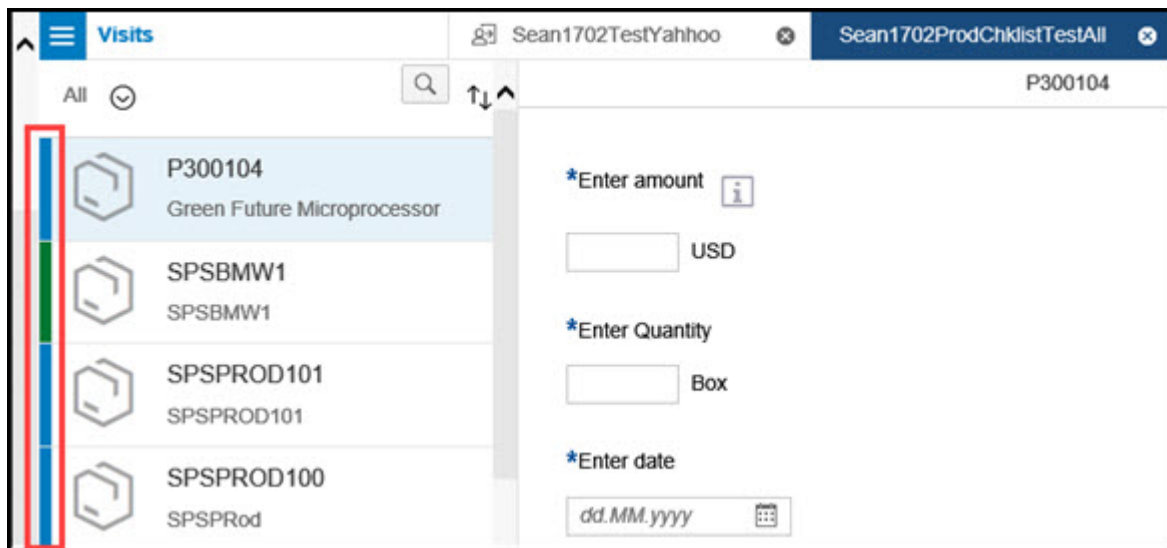 Visits
Sean1702TestYahhoo
Sean1702ProdChklistTestAll
All
P300104
P300104
Green Future Microprocessor
SPSBMW1
SPSBMW1
SPSPROD101
SPSPROD101
SPSPROD100
SPSPRod
*Enter amount
USD
*Enter Quantity
Box
*Enter date
dd.MM.yyyy